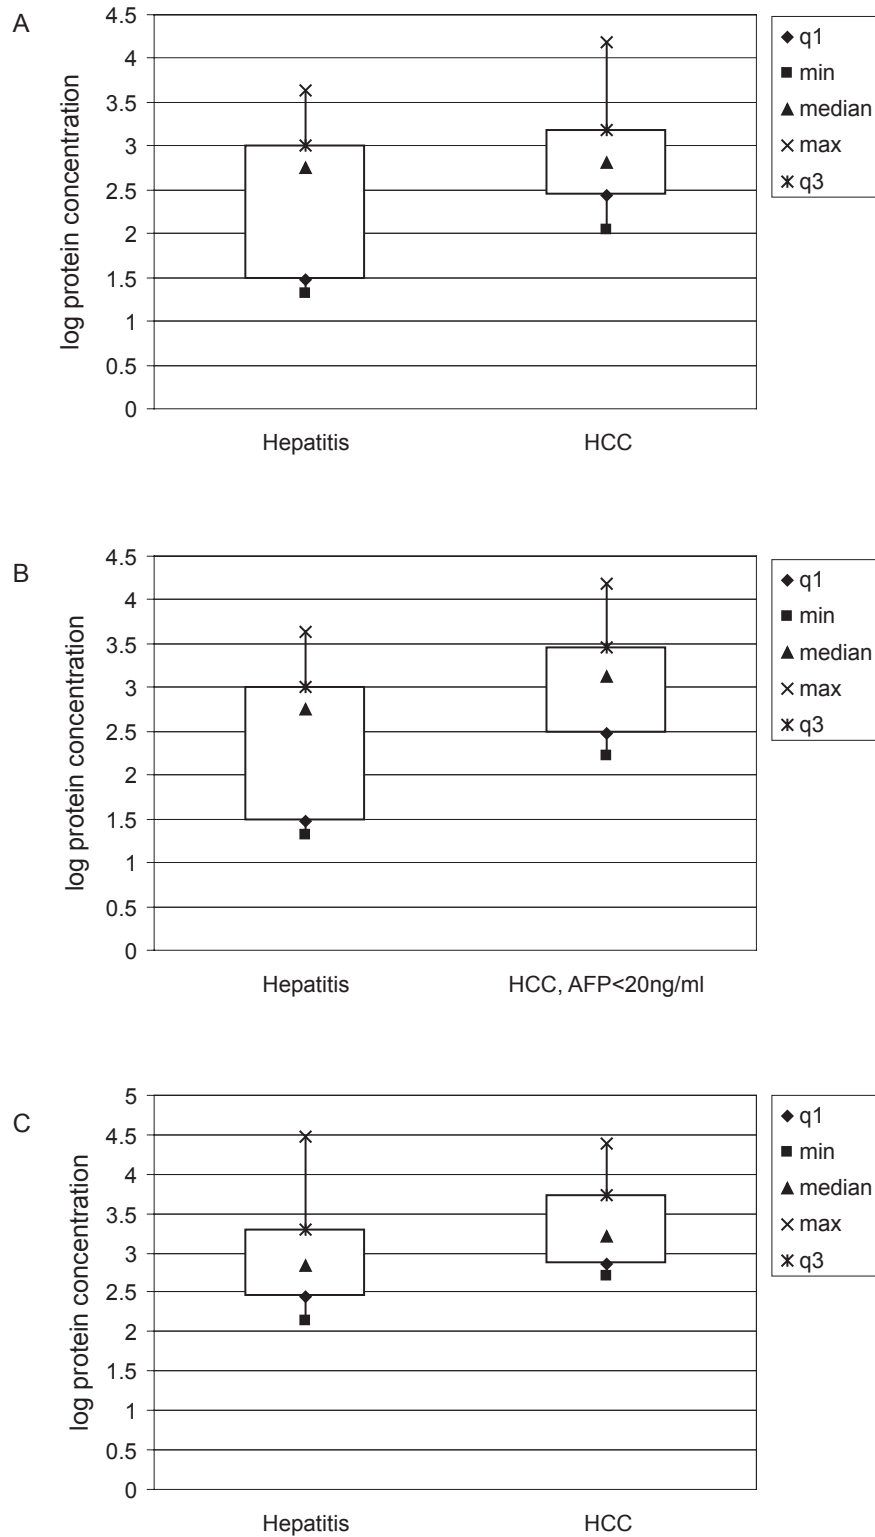 A
log protein concentration
4.5
4
3.5
3
2.5
2
1.5
1
0.5
0
Hepatitis
HCC
q1
min
median
max
q3
B
log protein concentration
4.5
4
3.5
3
2.5
2
1.5
1
0.5
0
Hepatitis
HCC, AFP<20ng/ml
q1
min
median
max
q3
C
log protein concentration
5
4.5
4
3.5
3
2.5
2
1.5
1
0.5
0
Hepatitis
HCC
q1
min
median
max
q3